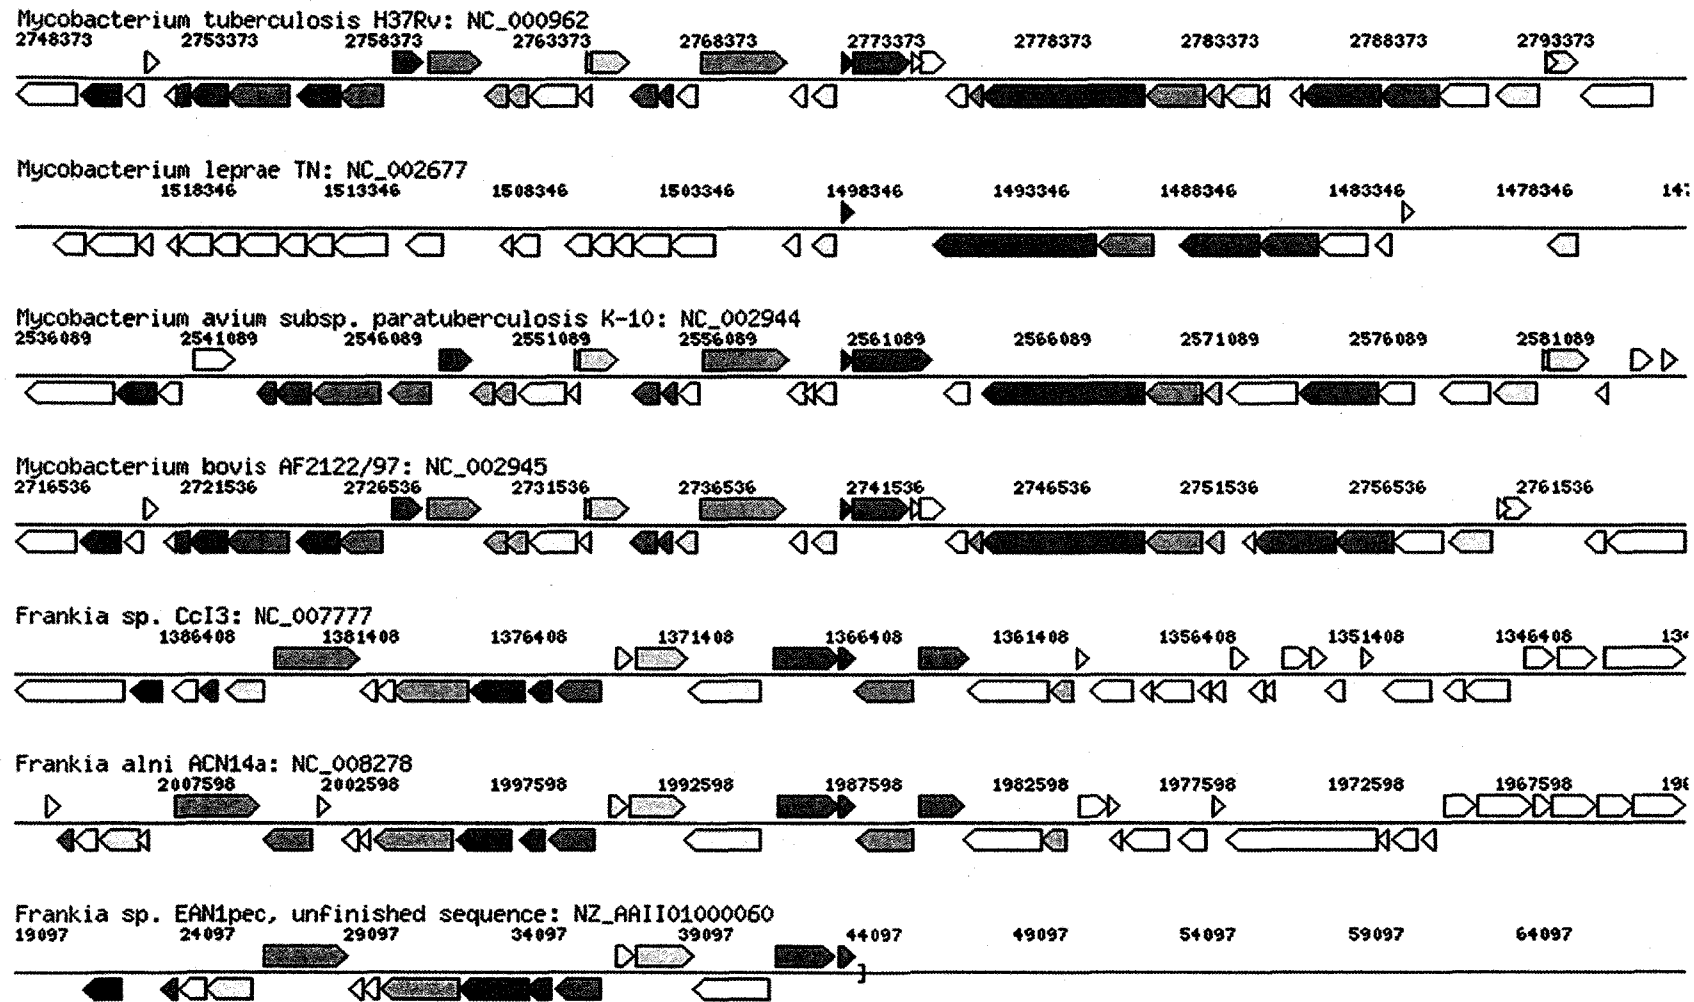 Mycobacterium tuberculosis H37Rv: NC_000962
2748373 2753373 2758373 2763373 2768373 2773373 2778373 2783373 2788373 2793373
Mycobacterium leprae TN: NC_002677
1518346 1513346 1508346 1503346 1498346 1493346 1488346 1483346 1478346 147
Mycobacterium avium subsp. paratuberculosis K-10: NC_002944
2536089 2541089 2546089 2551089 2556089 2561089 2566089 2571089 2576089 2581089
Mycobacterium bovis AF2122/97: NC_002945
2716536 2721536 2726536 2731536 2736536 2741536 2746536 2751536 2756536 2761536
Frankia sp. CcI3: NC_007777
1386408 1381408 1376408 1371408 1366408 1361408 1356408 1351408 1346408 134
Frankia alni ACN14a: NC_008278
2007598 2002598 1997598 1992598 1987598 1982598 1977598 1972598 1967598 196
Frankia sp. EAN1pec, unfinished sequence: NZ_AAII01000060
19097 24097 29097 34097 39097 44097 49097 54097 59097 64097